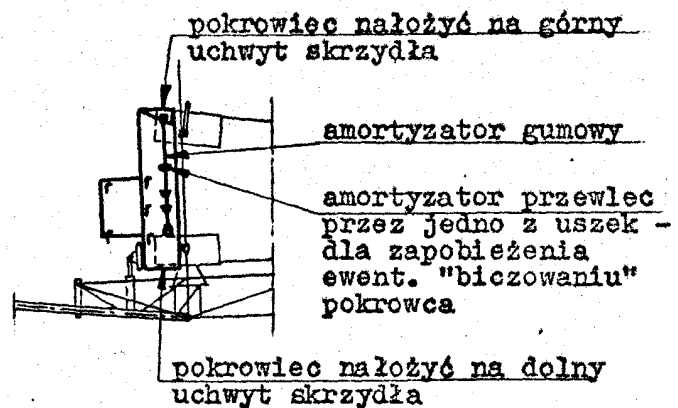 pokrowiec nałożyć na górny
uchwyt skrzydła
amortyzator gumowy
amortyzator przewlec
przez jedno z uszek -
dla zapobieżenia
ewent. "biczowaniu"
pokrowca
pokrowiec nałożyć na dolny
uchwyt skrzydła